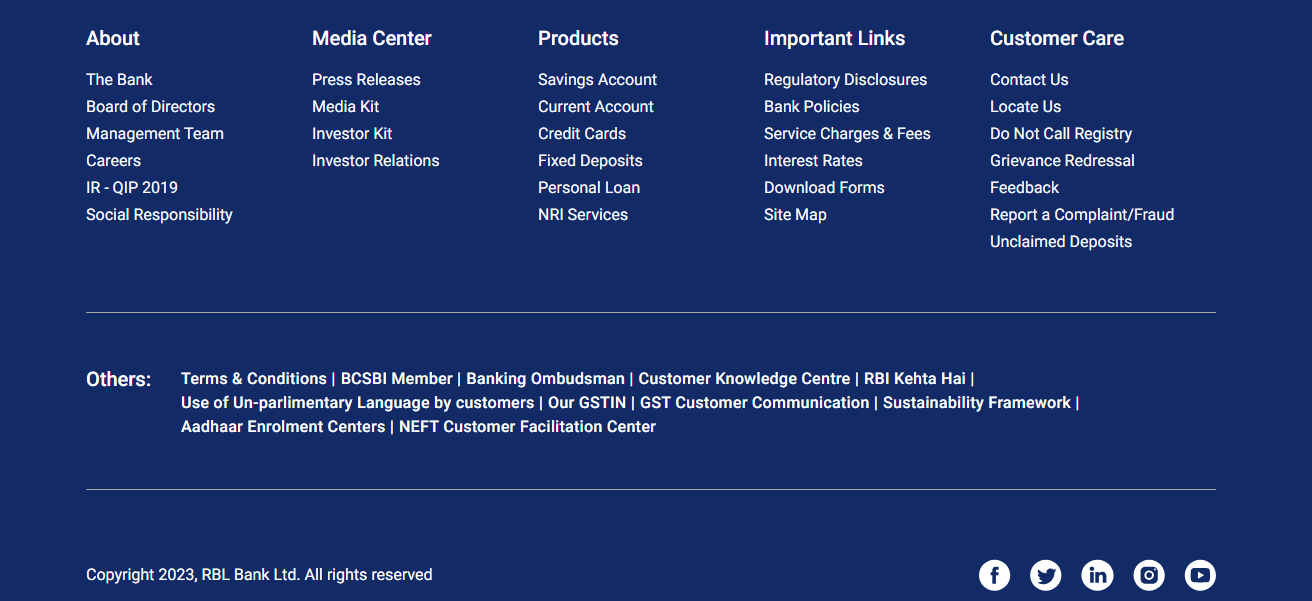 About
The Bank
Board of Directors
Management Team
Careers
IR - QIP 2019
Social Responsibility
Media Center
Press Releases
Media Kit
Investor Kit
Investor Relations
Products
Savings Account
Current Account
Credit Cards
Fixed Deposits
Personal Loan
NRI Services
Important Links
Regulatory Disclosures
Bank Policies
Service Charges & Fees
Interest Rates
Download Forms
Site Map
Customer Care
Contact Us
Locate Us
Do Not Call Registry
Grievance Redressal
Feedback
Report a Complaint/Fraud
Unclaimed Deposits
Others:
Terms & Conditions | BCSBI Member | Banking Ombudsman | Customer Knowledge Centre | RBI Kehta Hai |
Use of Un-parlimentary Language by customers | Our GSTIN | GST Customer Communication | Sustainability Framework |
Aadhaar Enrolment Centers | NEFT Customer Facilitation Center
Copyright 2023, RBL Bank Ltd. All rights reserved